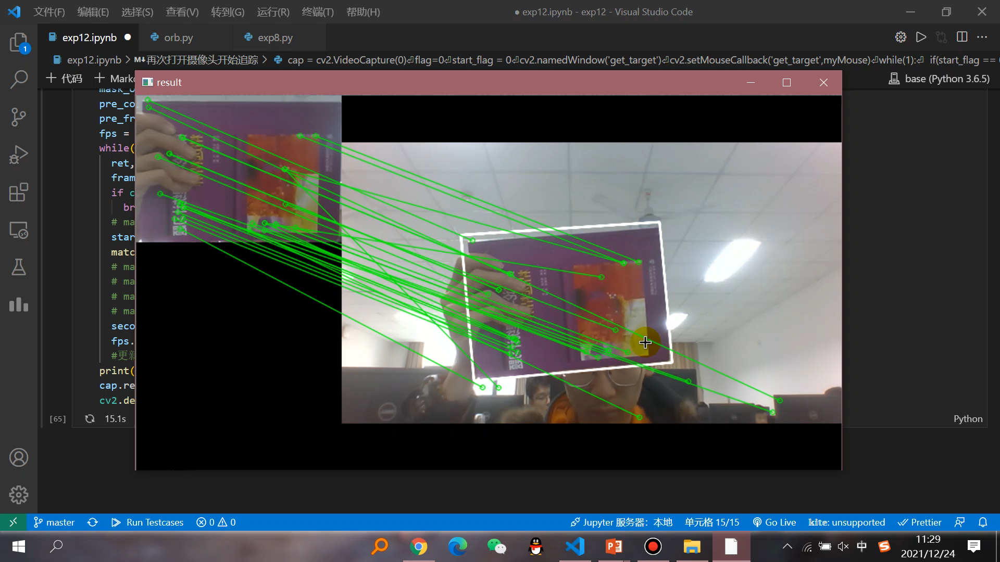 文件(F) 编辑(E) 选择(S) 查看(V) 转到(G) 运行(R) 终端(T) 帮助(H) ● exp12.ipynb - exp12 - Visual Studio Code
exp12.ipynb ● orb.py exp8.py
1
exp12.ipynb > M↓再次打开摄像头开始追踪 > cap = cv2.VideoCapture(0)⏎flag=0⏎start_flag = 0⏎cv2.namedWindow('get_target')⏎cv2.setMouseCallback('get_target',myMouse)⏎while(1):⏎ if(start_flag ==
+ 代码 + Mark
base (Python 3.6.5)
result
mask_
pre_co
pre_fr
fps =
while(
ret,
fram
if c
br
# ma
star
matc
# ma
# ma
# ma
# ma
seco
fps.
#更新
print(
cap.re
cv2.de
[65] 15.1s
Python
master Run Testcases 0 0 Jupyter 服务器: 本地 单元格 15/15 Go Live kite: unsupported Prettier
中
11:29
2021/12/24